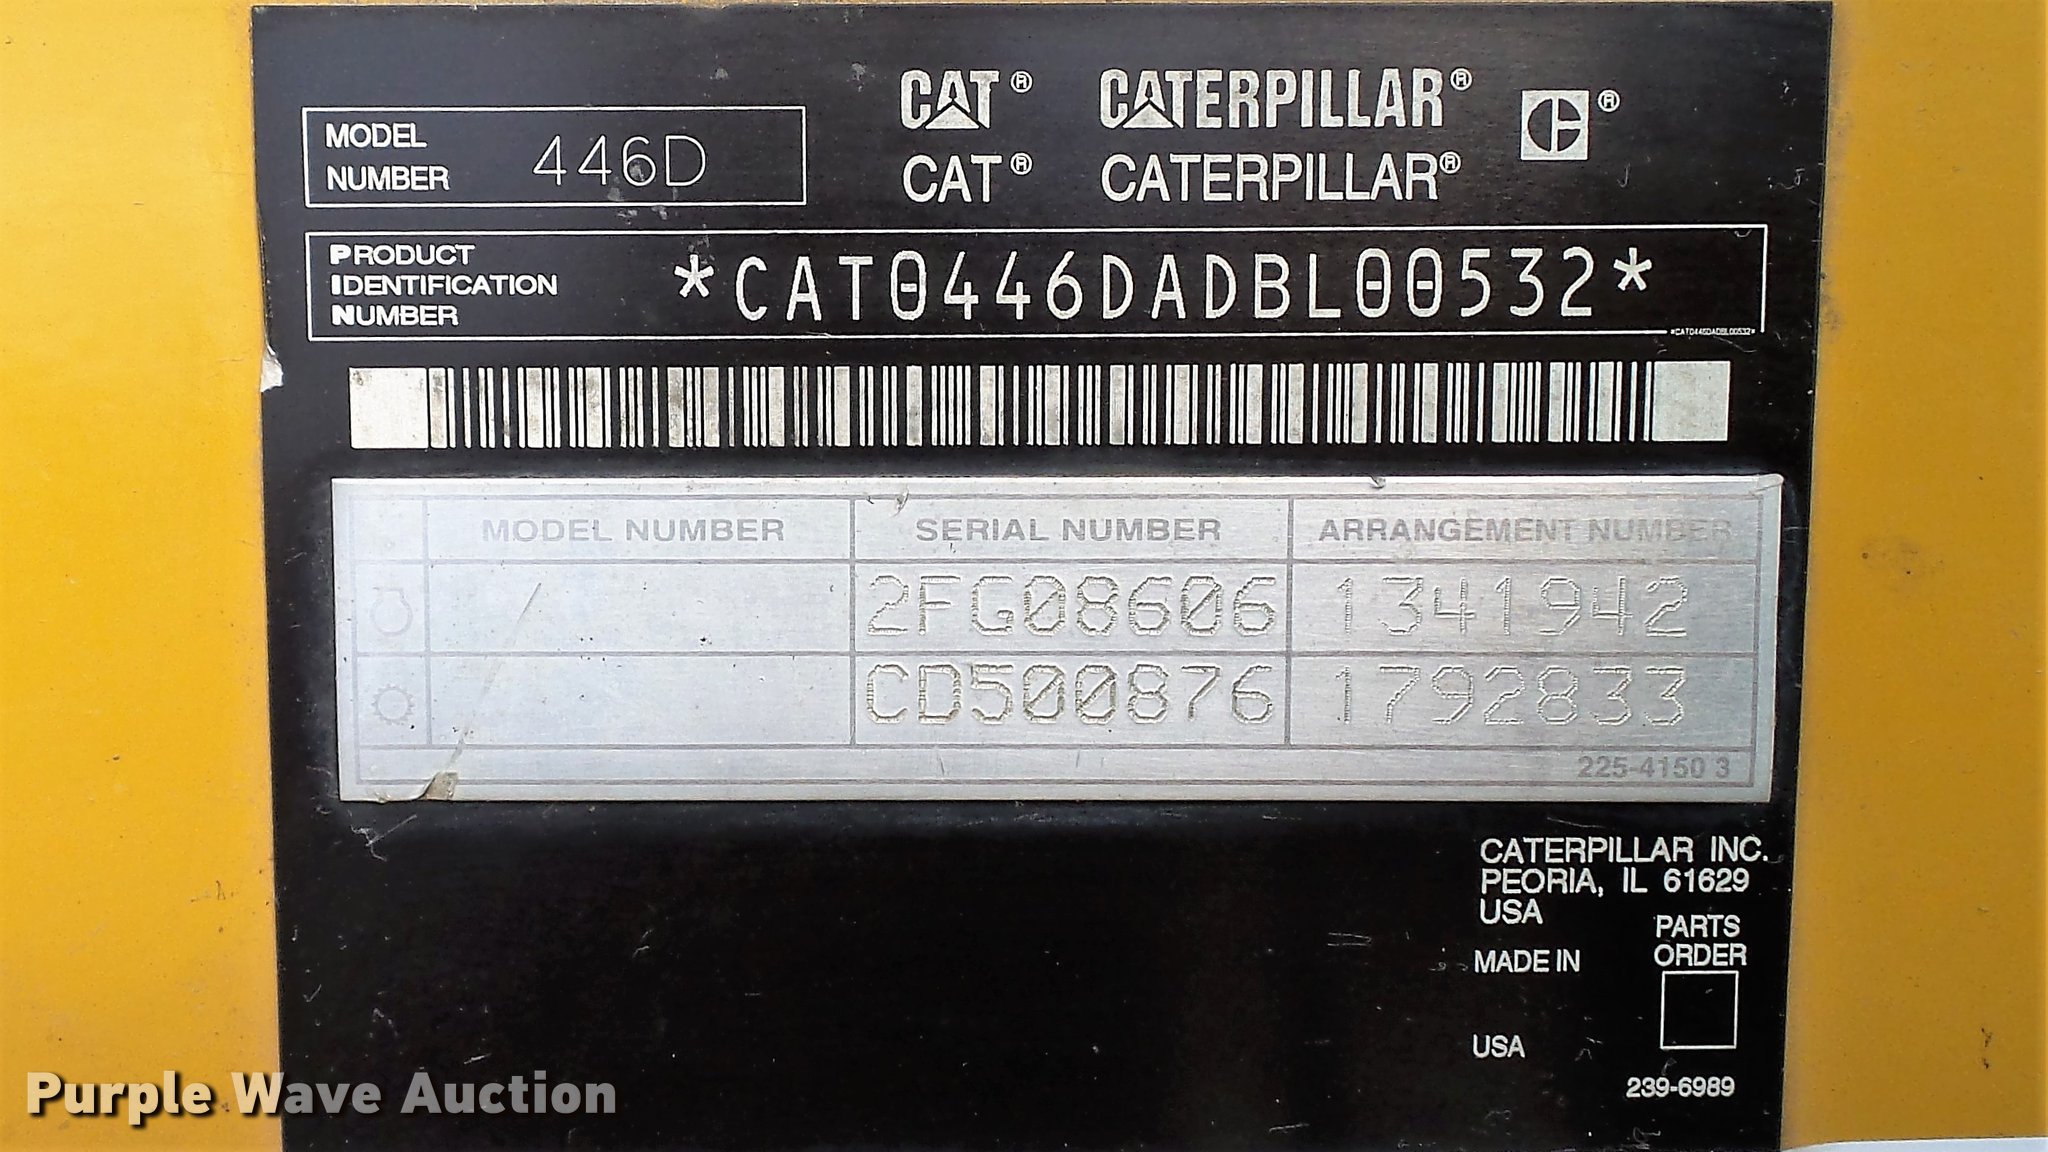 CAT® CATERPILLAR® ®
CAT® CATERPILLAR®
MODEL
NUMBER 446D
PRODUCT
IDENTIFICATION
NUMBER
*CAT0446DADBL00532*
*CAT0446DADBL00532*
MODEL NUMBER SERIAL NUMBER ARRANGEMENT NUMBER
2FG08606 1341942
CD500876 1792833
225-4150 3
CATERPILLAR INC.
PEORIA, IL 61629
USA
PARTS
ORDER
MADE IN
USA
239-6989
Purple Wave Auction